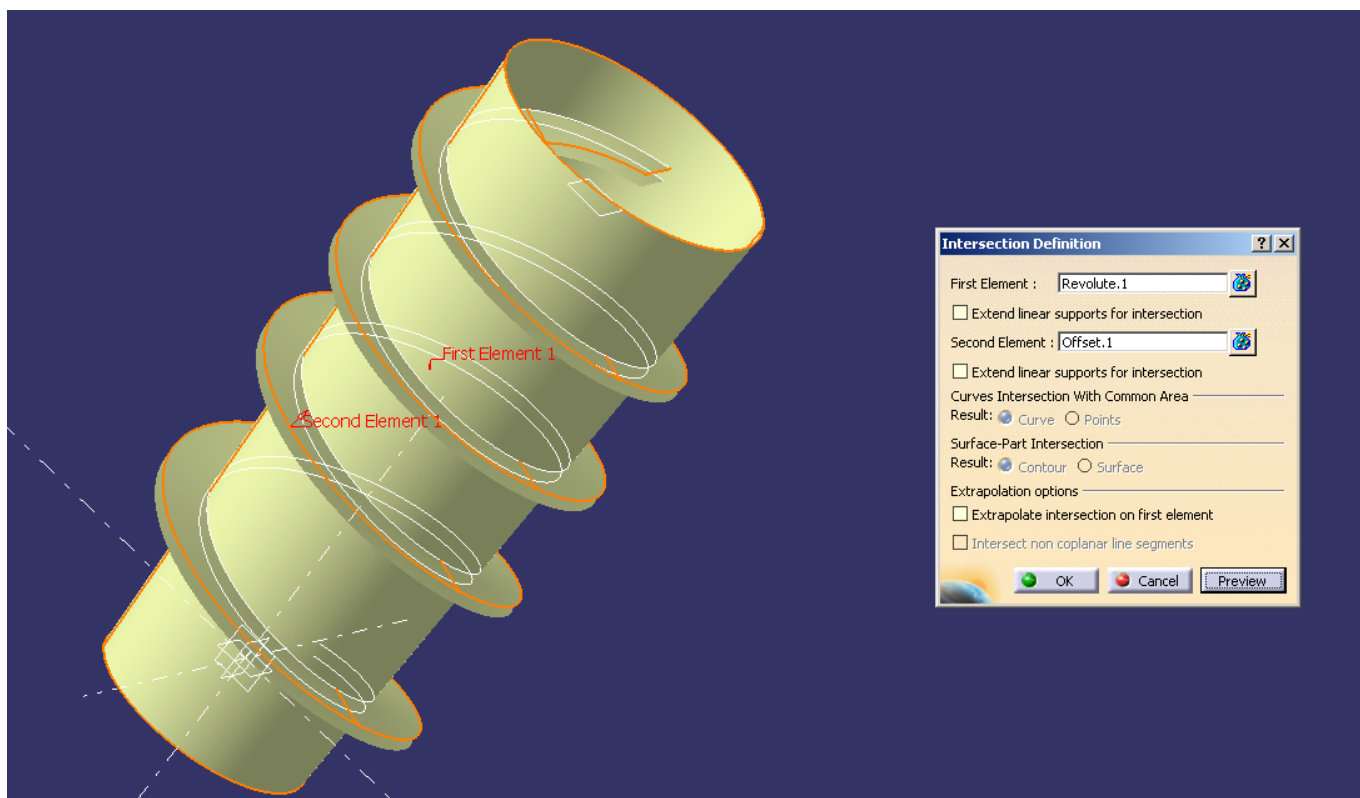 First Element 1
Second Element 1
Intersection Definition
First Element : Revolute.1
Extend linear supports for intersection
Second Element : Offset.1
Extend linear supports for intersection
Curves Intersection With Common Area
Result: Curve Points
Surface-Part Intersection
Result: Contour Surface
Extrapolation options
Extrapolate intersection on first element
Intersect non coplanar line segments
OK Cancel Preview